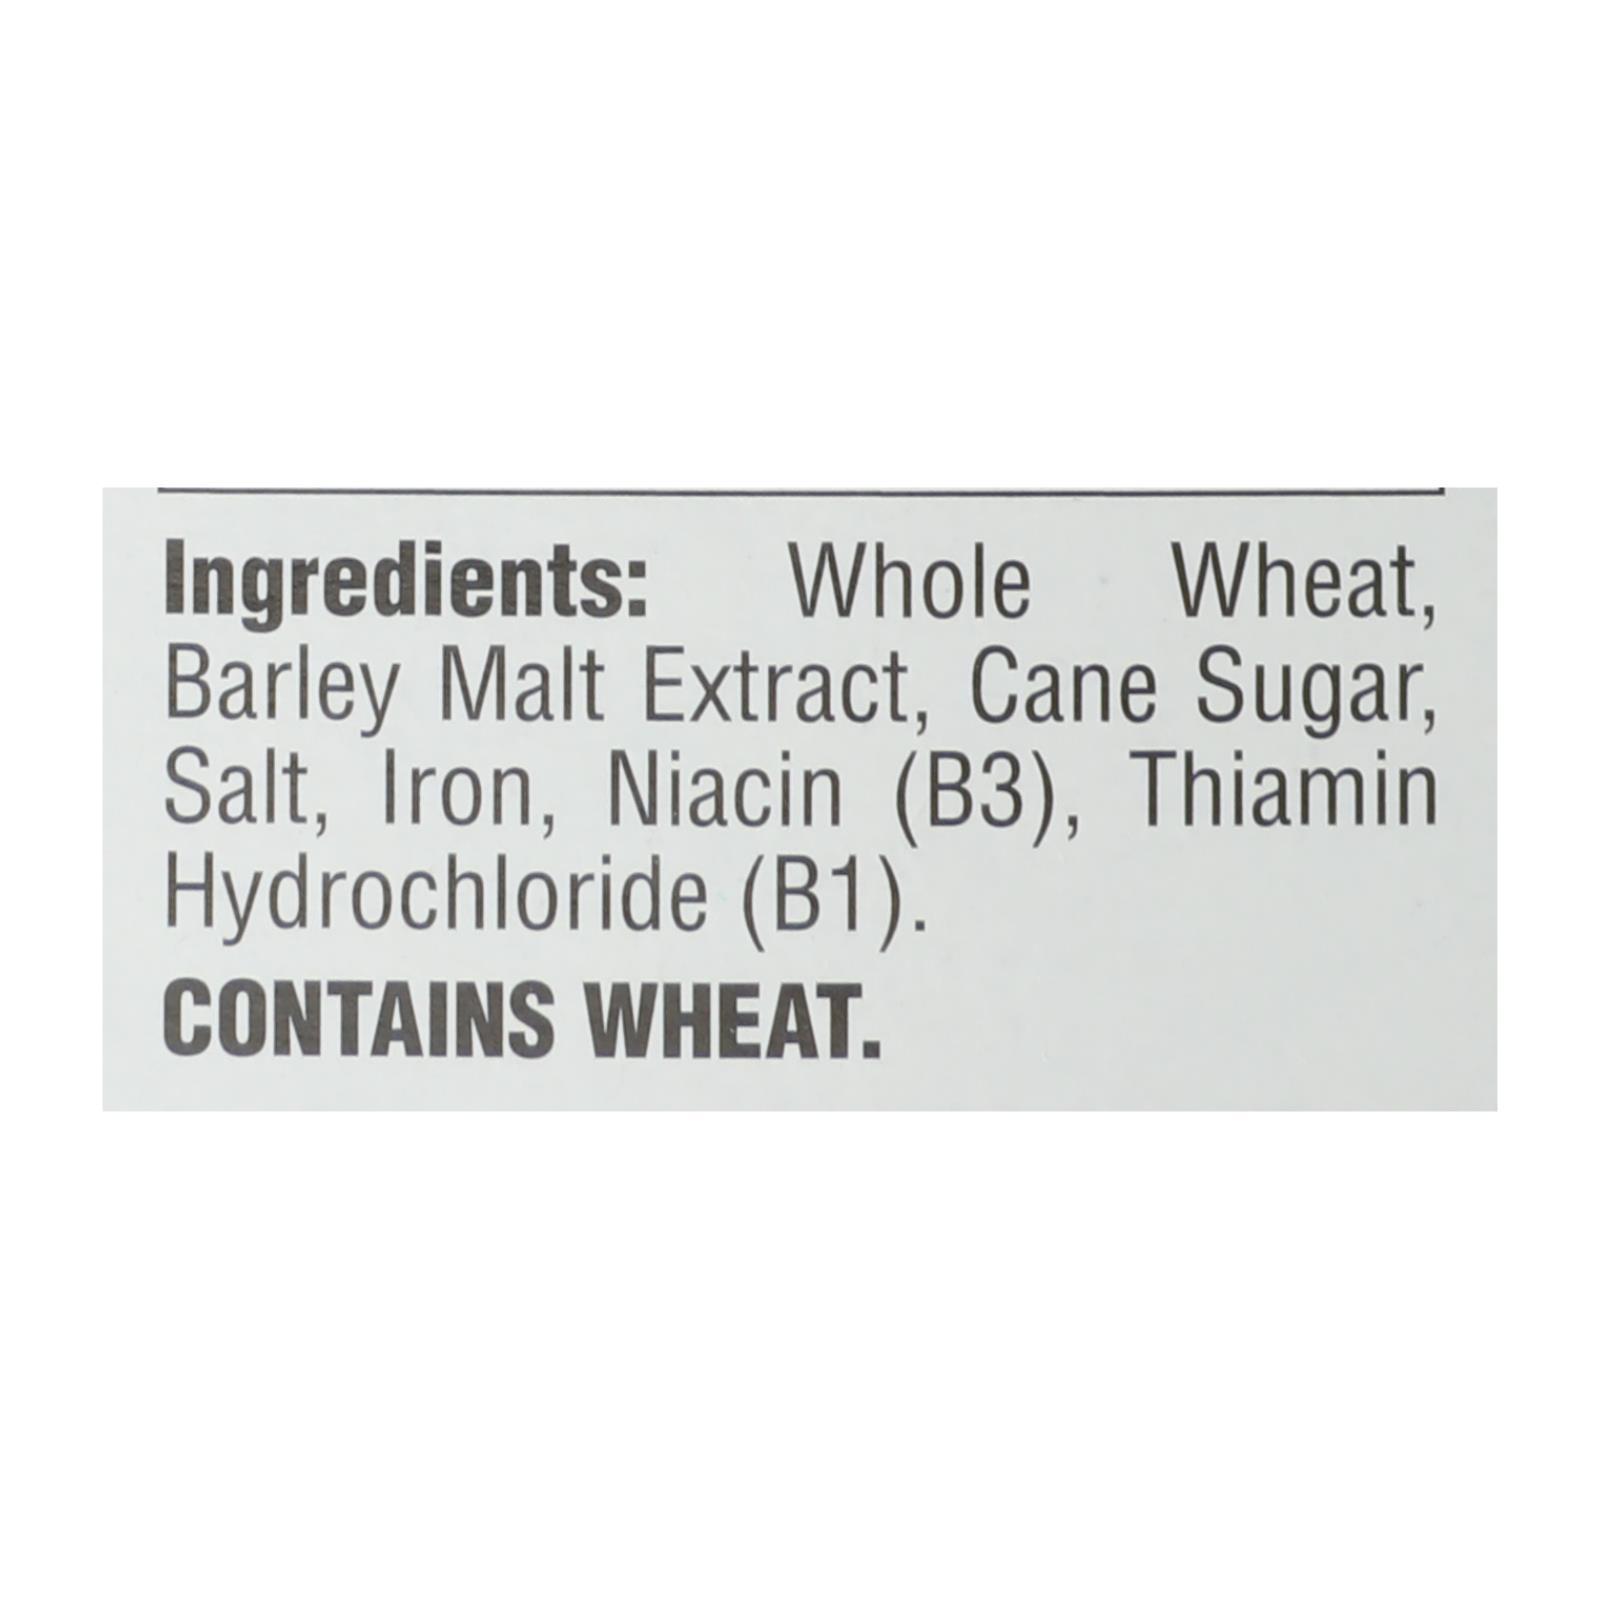 Ingredients: Whole Wheat,
Barley Malt Extract, Cane Sugar,
Salt, Iron, Niacin (B3), Thiamin
Hydrochloride (B1).
CONTAINS WHEAT.